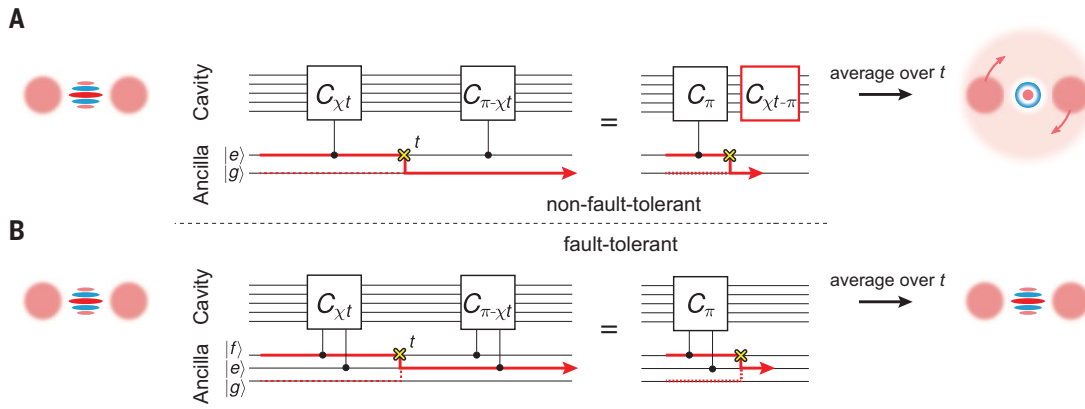 A
Cavity
C_χt
C_π-χt
=
C_π
C_χt-π
average over t
Ancilla
|e⟩
|g⟩
t
non-fault-tolerant
B
fault-tolerant
Cavity
C_χt
C_π-χt
=
C_π
average over t
Ancilla
|f⟩
|e⟩
|g⟩
t